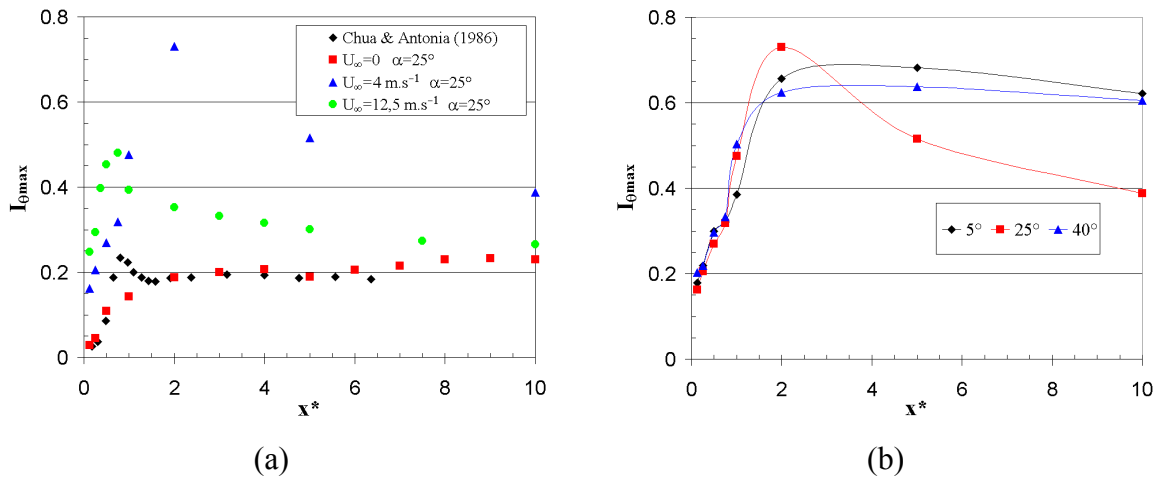 0.8
0.6
0.4
0.2
0
0 2 4 6 8 10
I_θmax
x*
Chua & Antonia (1986)
U∞=0 α=25°
U∞=4 m.s⁻¹ α=25°
U∞=12,5 m.s⁻¹ α=25°
(a)
0.8
0.6
0.4
0.2
0
0 2 4 6 8 10
I_θmax
x*
5° 25° 40°
(b)